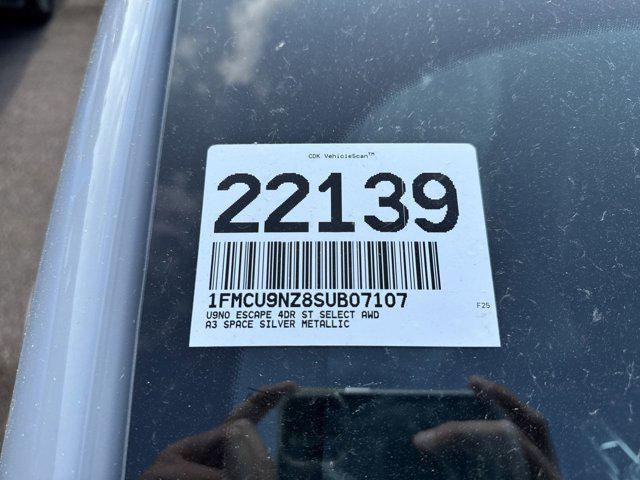 CDK VehicleScan™
22139
1FMCU9NZ8SUB07107
F25
U9N0 ESCAPE 4DR ST SELECT AWD
A3 SPACE SILVER METALLIC